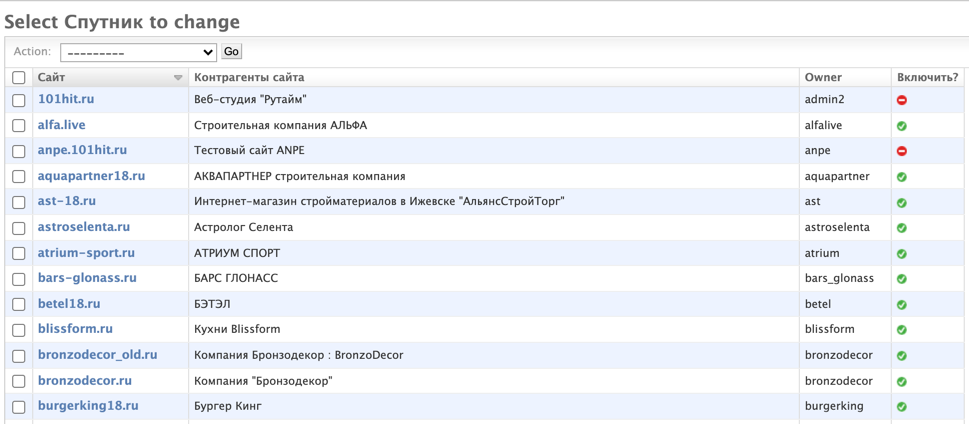 Select Спутник to change
Action: --------- Go
Сайт Контрагенты сайта Owner Включить?
101hit.ru Веб-студия "Рутайм" admin2
alfa.live Строительная компания АЛЬФА alfalive
anpe.101hit.ru Тестовый сайт ANPE anpe
aquapartner18.ru АКВАПАРТНЕР строительная компания aquapartner
ast-18.ru Интернет-магазин стройматериалов в Ижевске "АльянсСтройТорг" ast
astroselenta.ru Астролог Селента astroselenta
atrium-sport.ru АТРИУМ СПОРТ atrium
bars-glonass.ru БАРС ГЛОНАСС bars_glonass
betel18.ru БЭТЭЛ betel
blissform.ru Кухни Blissform blissform
bronzodecor_old.ru Компания Бронзодекор : BronzoDecor bronzodecor
bronzodecor.ru Компания "Бронзодекор" bronzodecor
burgerking18.ru Бургер Кинг burgerking